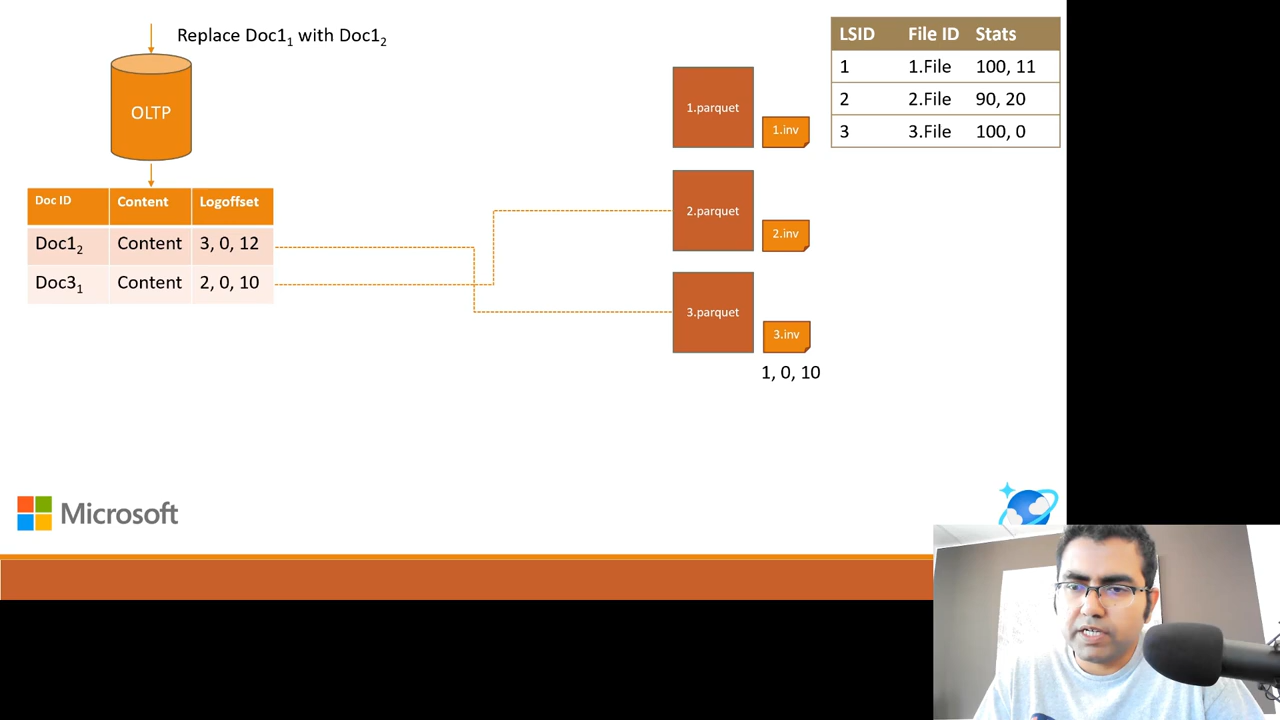 Replace Doc1₁ with Doc1₂
OLTP
Doc ID Content Logoffset
Doc1₂ Content 3, 0, 12
Doc3₁ Content 2, 0, 10
1.parquet
1.inv
2.parquet
2.inv
3.parquet
3.inv
1, 0, 10
LSID File ID Stats
1 1.File 100, 11
2 2.File 90, 20
3 3.File 100, 0
Microsoft